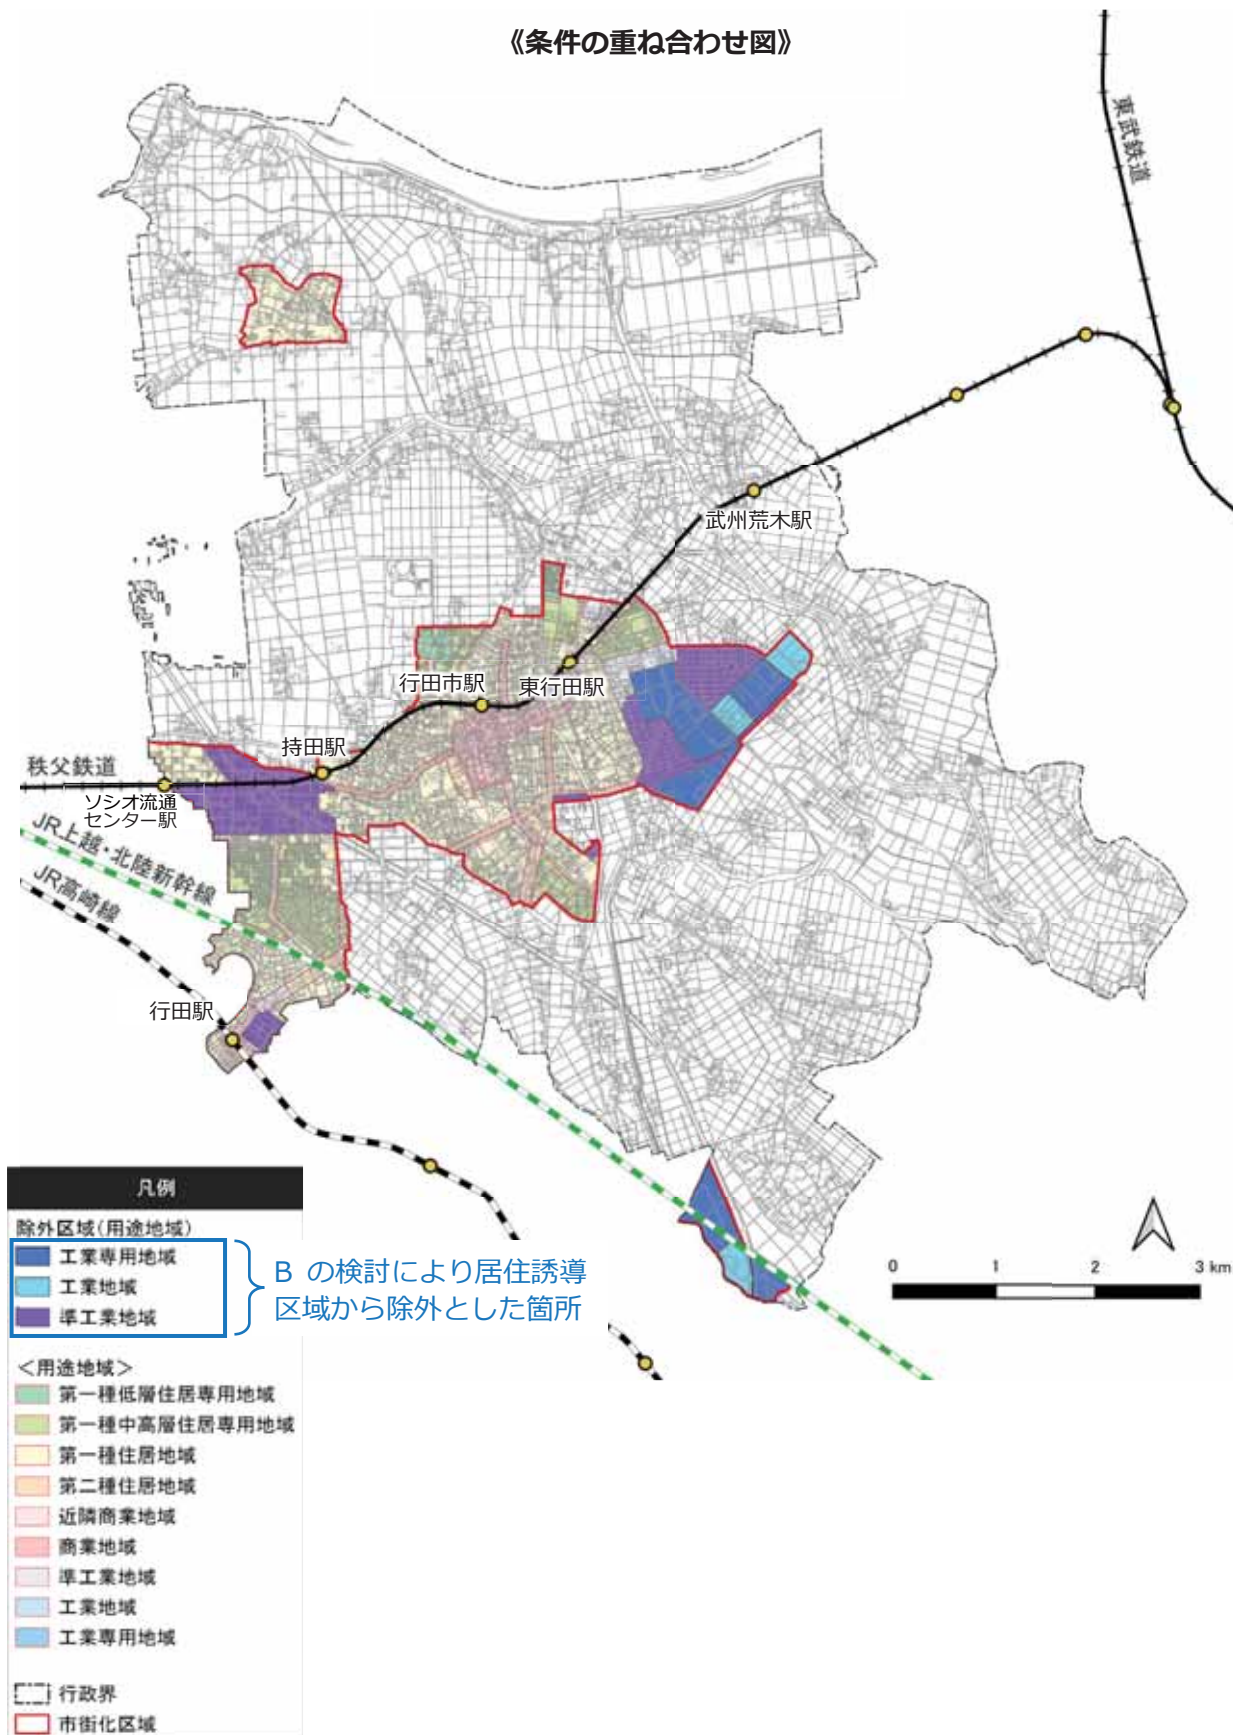 《条件の重ね合わせ図》
東武鉄道
武州荒木駅
行田市駅
東行田駅
持田駅
秩父鉄道
ソシオ流通
センター駅
JR上越・北陸新幹線
JR高崎線
行田駅
凡例
除外区域(用途地域)
工業専用地域
工業地域
準工業地域
B の検討により居住誘導
区域から除外とした箇所
0 1 2 3 km
＜用途地域＞
第一種低層住居専用地域
第一種中高層住居専用地域
第一種住居地域
第二種住居地域
近隣商業地域
商業地域
準工業地域
工業地域
工業専用地域
行政界
市街化区域